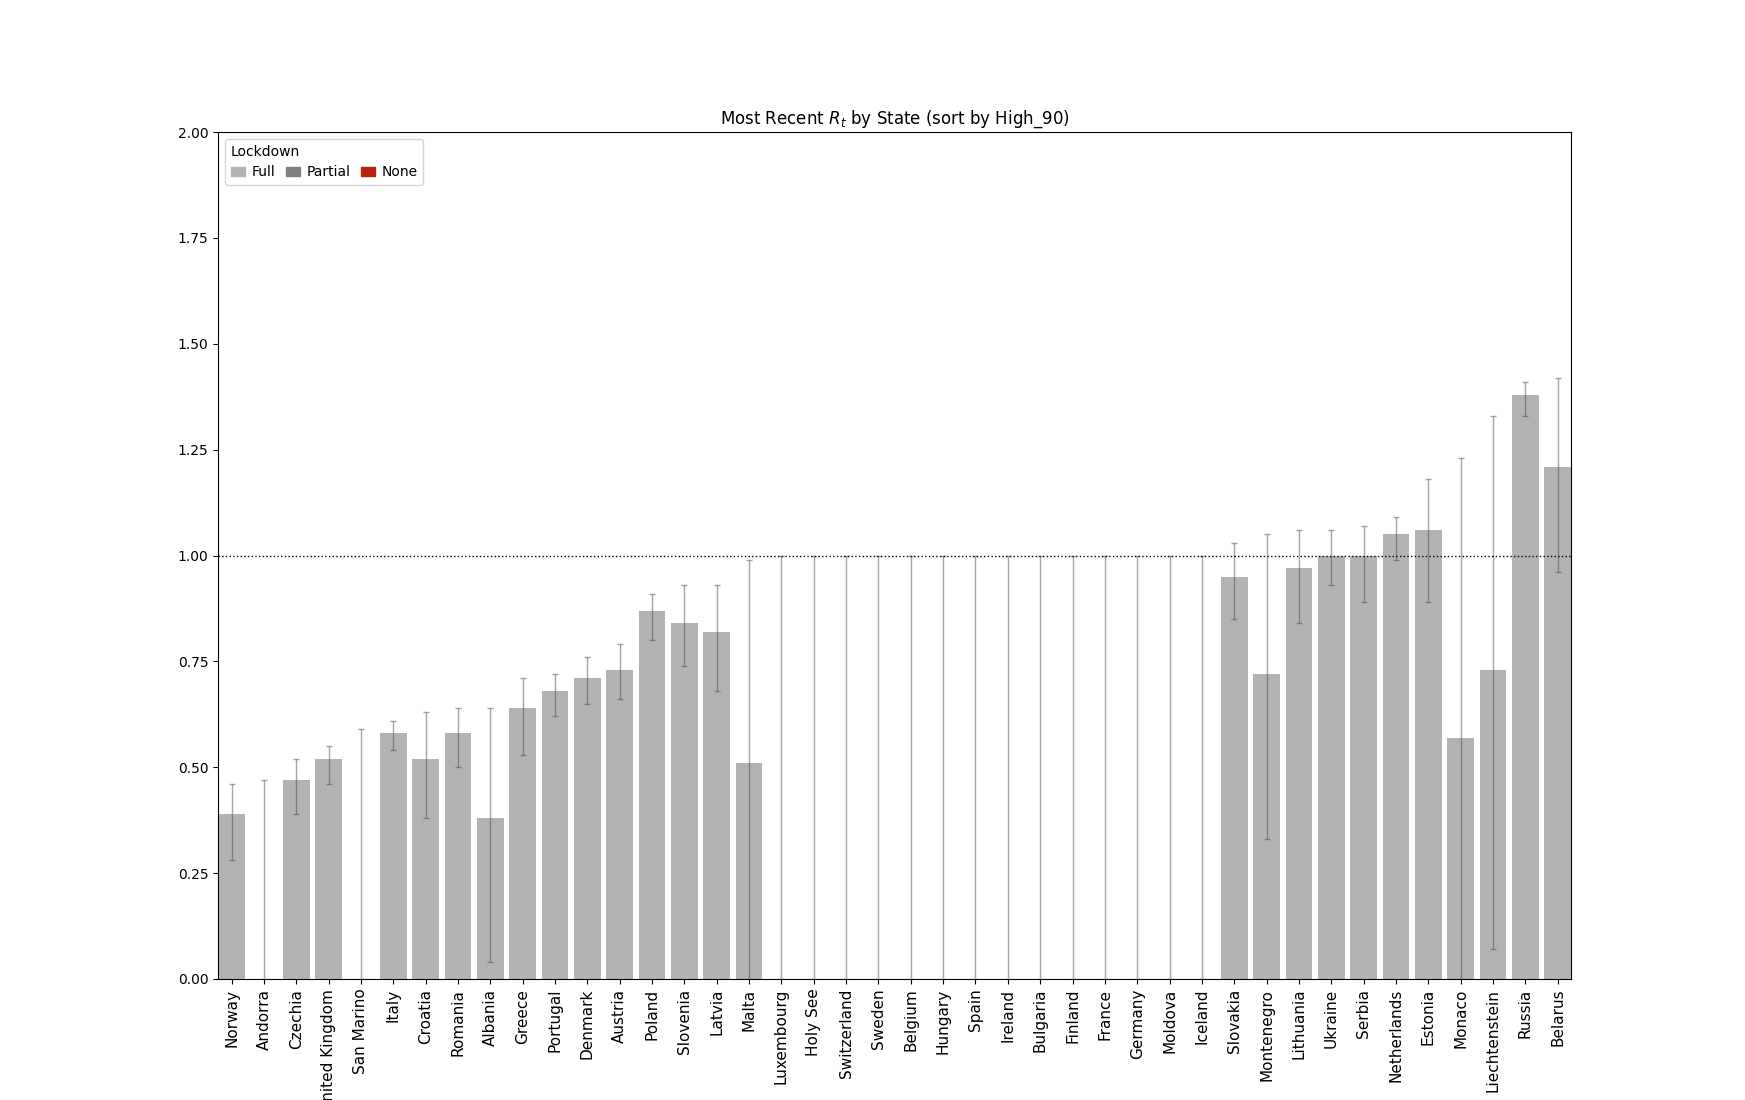 Most Recent R_t by State (sort by High_90)
Lockdown
Full Partial None
2.00
1.75
1.50
1.25
1.00
0.75
0.50
0.25
0.00
Norway
Andorra
Czechia
nited Kingdom
San Marino
Italy
Croatia
Romania
Albania
Greece
Portugal
Denmark
Austria
Poland
Slovenia
Latvia
Malta
Luxembourg
Holy See
Switzerland
Sweden
Belgium
Hungary
Spain
Ireland
Bulgaria
Finland
France
Germany
Moldova
Iceland
Slovakia
Montenegro
Lithuania
Ukraine
Serbia
Netherlands
Estonia
Monaco
Liechtenstein
Russia
Belarus